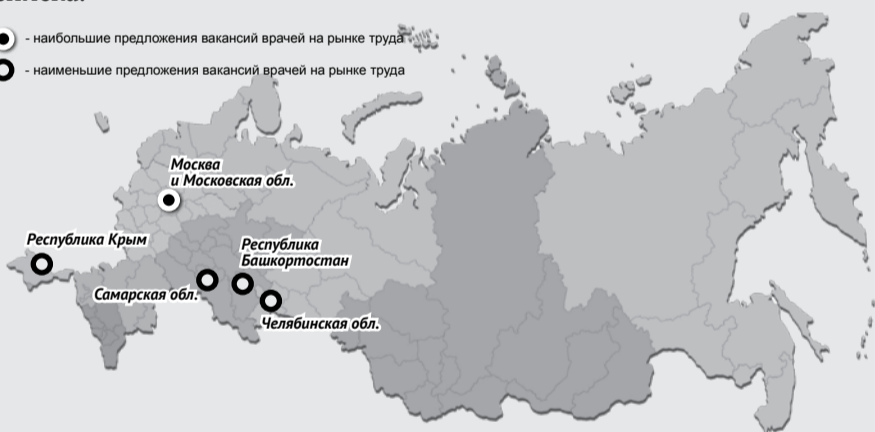 - наибольшие предложения вакансий врачей на рынке труда
- наименьшие предложения вакансий врачей на рынке труда
Москва
и Московская обл.
Республика Крым
Республика
Башкортостан
Самарская обл.
Челябинская обл.